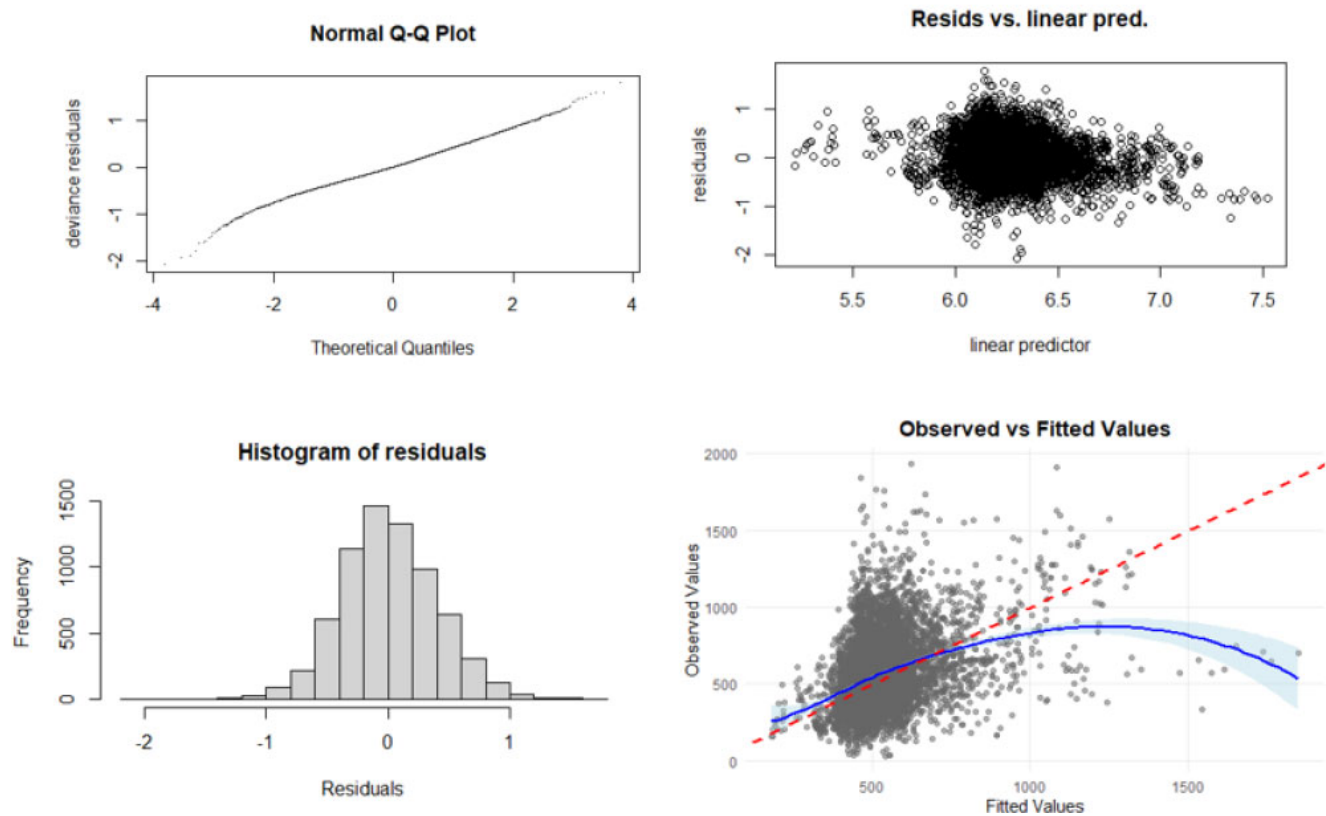 Normal Q-Q Plot
deviance residuals
1
0
-1
-2
-4
-2
0
2
4
Theoretical Quantiles
Resids vs. linear pred.
residuals
1
0
-1
-2
5.5
6.0
6.5
7.0
7.5
linear predictor
Histogram of residuals
Frequency
1500
1000
500
0
-2
-1
0
1
Residuals
Observed vs Fitted Values
Observed Values
2000
1500
1000
500
0
500
1000
1500
Fitted Values